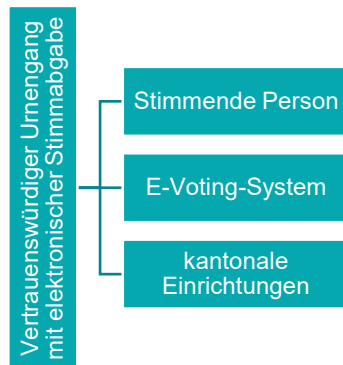 Vertrauenswürdiger Urnengang
mit elektronischer Stimmabgabe
Stimmende Person
E-Voting-System
kantonale
Einrichtungen